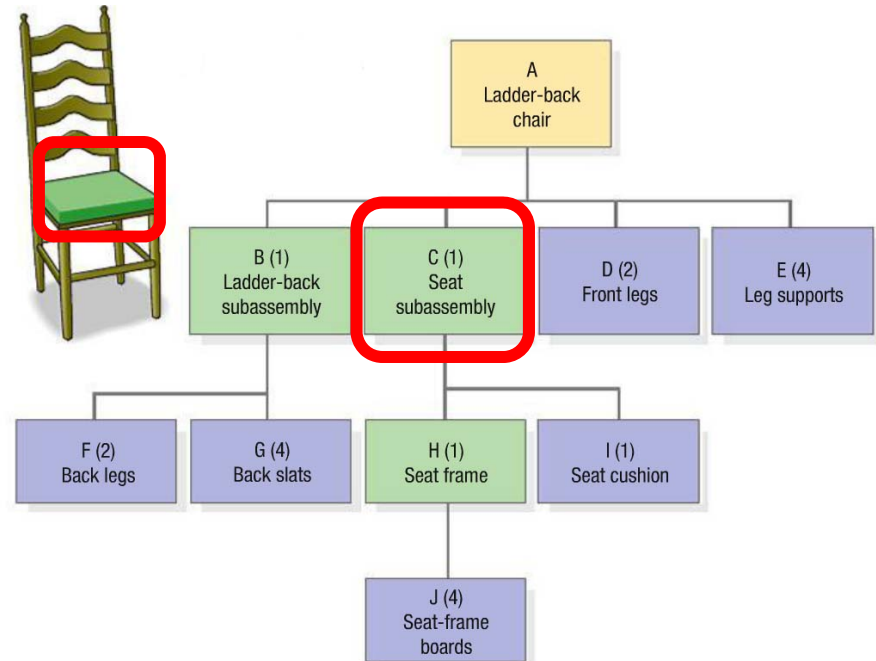 A
Ladder-back
chair
B (1)
Ladder-back
subassembly
C (1)
Seat
subassembly
D (2)
Front legs
E (4)
Leg supports
F (2)
Back legs
G (4)
Back slats
H (1)
Seat frame
I (1)
Seat cushion
J (4)
Seat-frame
boards